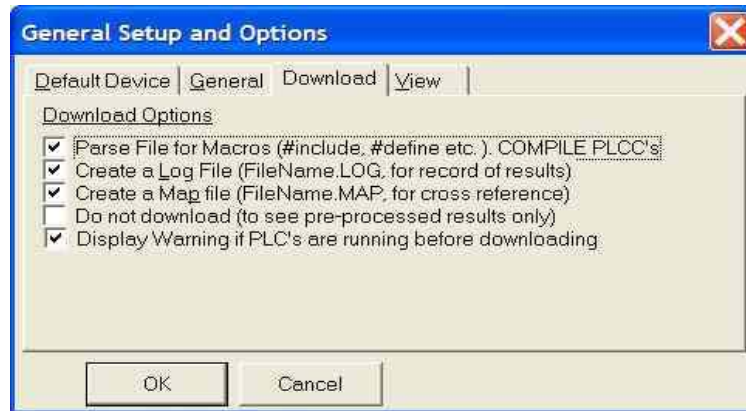 General Setup and Options
Default Device General Download View
Download Options
Parse File for Macros (#include, #define etc. ). COMPILE PLCC's
Create a Log File (FileName.LOG, for record of results)
Create a Map file (FileName.MAP, for cross reference)
Do not download (to see pre-processed results only)
Display Warning if PLC's are running before downloading
OK Cancel